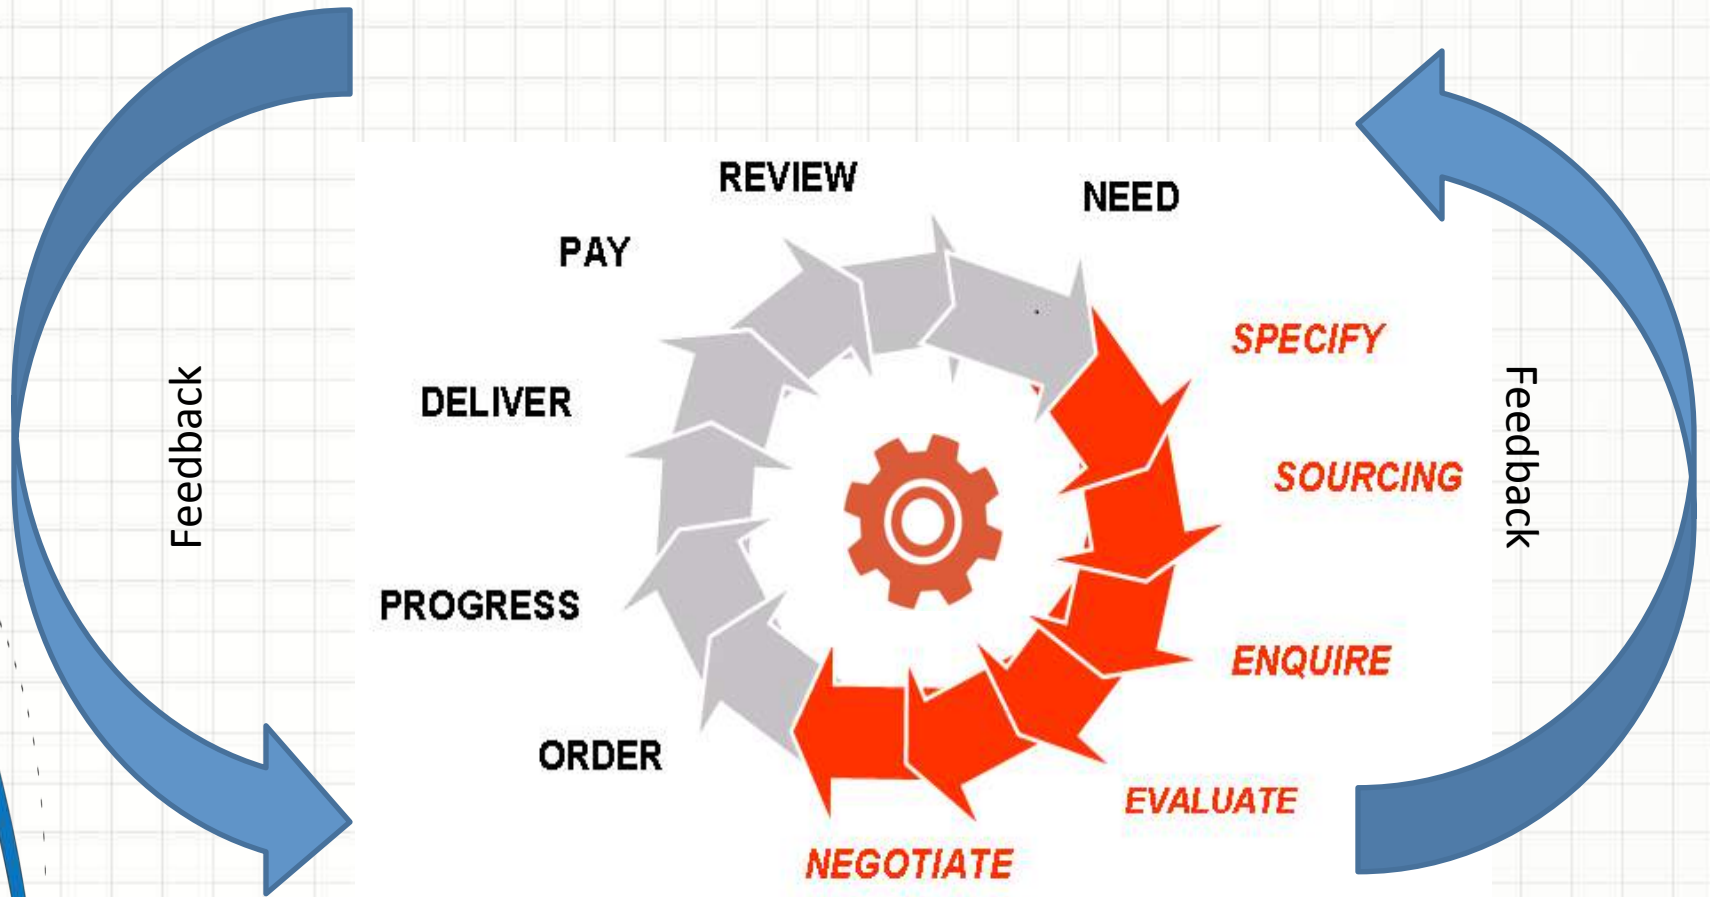 REVIEW
NEED
PAY
SPECIFY
DELIVER
SOURCING
Feedback
Feedback
PROGRESS
ENQUIRE
ORDER
EVALUATE
NEGOTIATE